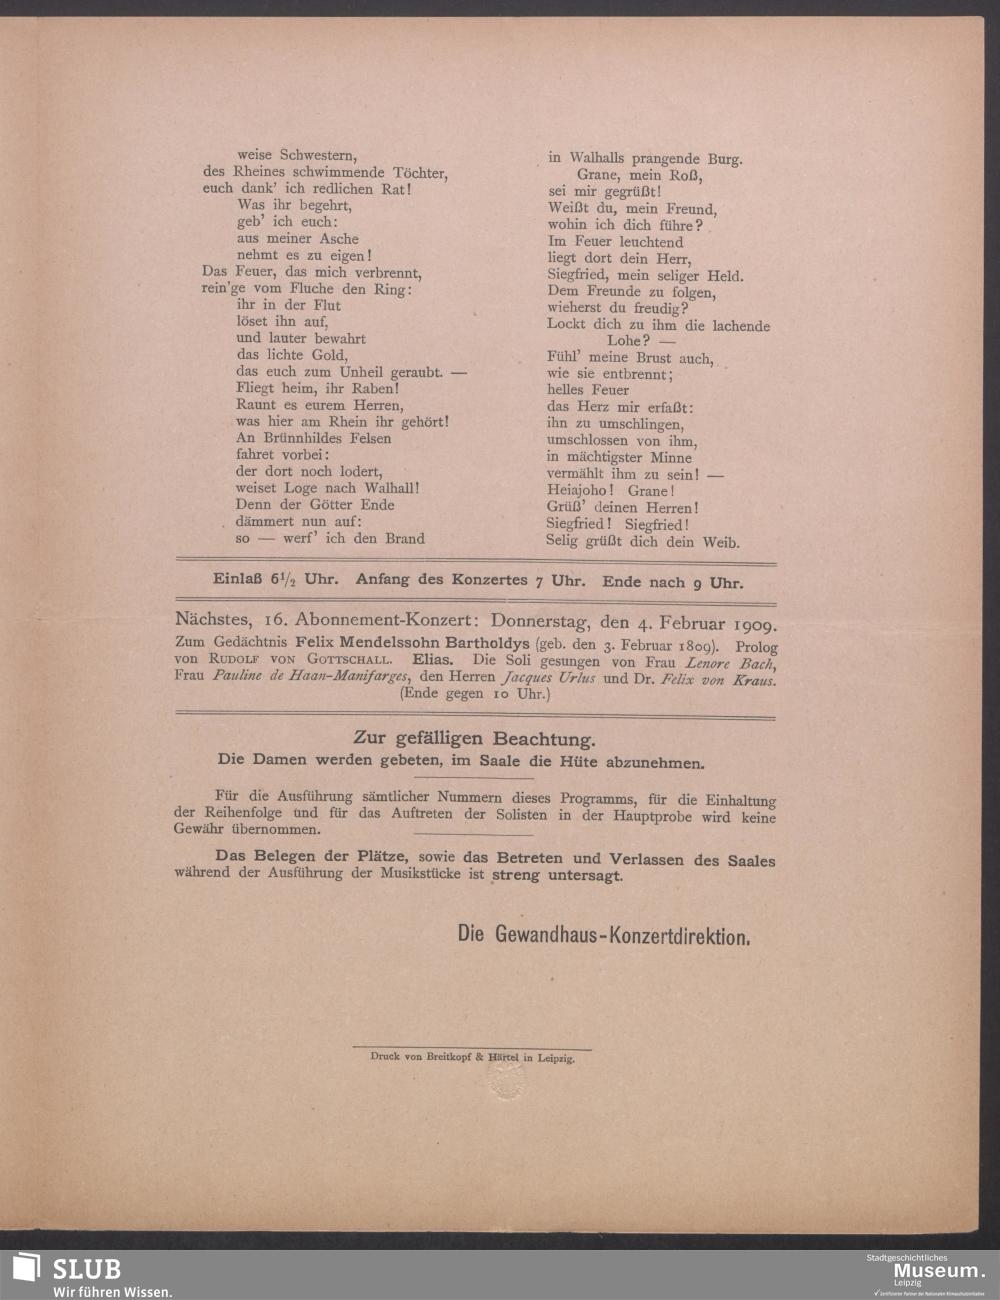 weise Schwestern,
des Rheines schwimmende Töchter,
euch dank' ich redlichen Rat!
Was ihr begehrt,
geb' ich euch:
aus meiner Asche
nehmt es zu eigen!
Das Feuer, das mich verbrennt,
rein'ge vom Fluche den Ring:
ihr in der Flut
löset ihn auf,
und lauter bewahrt
das lichte Gold,
das euch zum Unheil geraubt. —
Fliegt heim, ihr Raben!
Raunt es eurem Herren,
was hier am Rhein ihr gehört!
An Brünnhildes Felsen
fahret vorbei:
der dort noch lodert,
weiset Loge nach Walhall!
Denn der Götter Ende
dämmert nun auf:
so — werf' ich den Brand
in Walhalls prangende Burg.
Grane, mein Roß,
sei mir gegrüßt!
Weißt du, mein Freund,
wohin ich dich führe?
Im Feuer leuchtend
liegt dort dein Herr,
Siegfried, mein seliger Held.
Dem Freunde zu folgen,
wieherst du freudig?
Lockt dich zu ihm die lachende
Lohe? —
Fühl' meine Brust auch,
wie sie entbrennt;
helles Feuer
das Herz mir erfaßt:
ihn zu umschlingen,
umschlossen von ihm,
in mächtigster Minne
vermählt ihm zu sein! —
Heiajoho! Grane!
Grüß' deinen Herren!
Siegfried! Siegfried!
Selig grüßt dich dein Weib.
Einlaß 6½ Uhr. Anfang des Konzertes 7 Uhr. Ende nach 9 Uhr.
Nächstes, 16. Abonnement-Konzert: Donnerstag, den 4. Februar 1909.
Zum Gedächtnis Felix Mendelssohn Bartholdys (geb. den 3. Februar 1809). Prolog
von RUDOLF VON GOTTSCHALL. Elias. Die Soli gesungen von Frau Lenore Bach,
Frau Pauline de Haan-Manifarges, den Herren Jacques Urlus und Dr. Felix von Kraus.
(Ende gegen 10 Uhr.)
Zur gefälligen Beachtung.
Die Damen werden gebeten, im Saale die Hüte abzunehmen.
Für die Ausführung sämtlicher Nummern dieses Programms, für die Einhaltung
der Reihenfolge und für das Auftreten der Solisten in der Hauptprobe wird keine
Gewähr übernommen.
Das Belegen der Plätze, sowie das Betreten und Verlassen des Saales
während der Ausführung der Musikstücke ist streng untersagt.
Die Gewandhaus-Konzertdirektion.
Druck von Breitkopf & Härtel in Leipzig.
SLUB
Wir führen Wissen.
Stadtgeschichtliches
Museum.
Leipzig
Zertifizierter Partner der Nationalen Klimaschutzinitiative